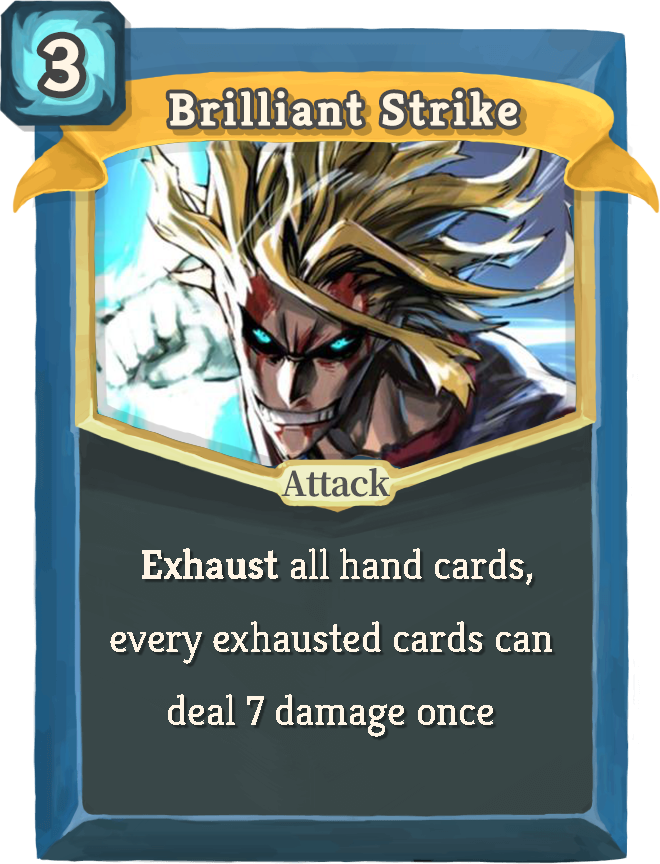 3
Brilliant Strike
Attack
Exhaust all hand cards,
every exhausted cards can
deal 7 damage once